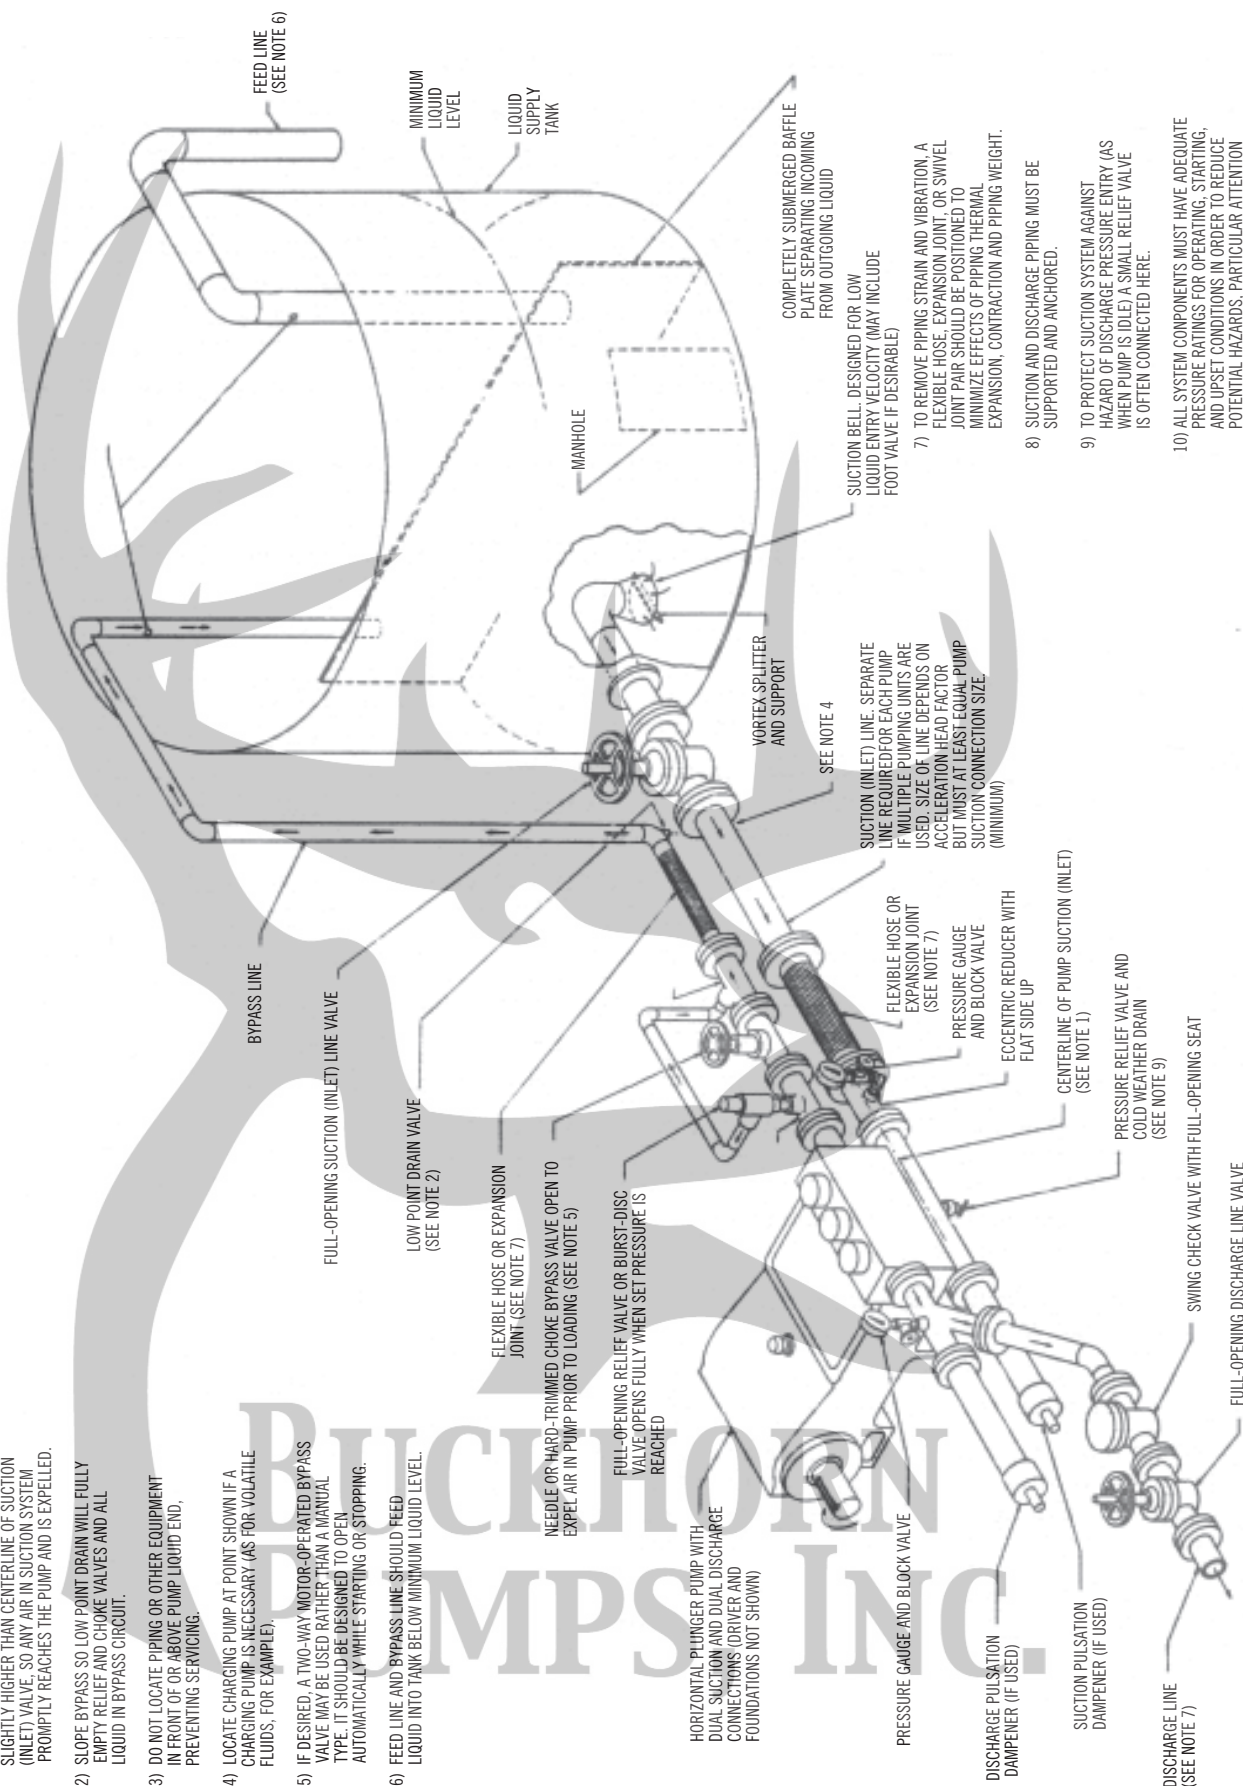 SLIGHTLY HIGHER THAN CENTERLINE OF SUCTION
(INLET) VALVE, SO ANY AIR IN SUCTION SYSTEM
PROMPTLY REACHES THE PUMP AND IS EXPELLED.
2) SLOPE BYPASS SO LOW POINT DRAIN WILL FULLY
EMPTY RELIEF AND CHOKE VALVES AND ALL
LIQUID IN BYPASS CIRCUIT.
3) DO NOT LOCATE PIPING OR OTHER EQUIPMENT
IN FRONT OF OR ABOVE PUMP LIQUID END,
PREVENTING SERVICING.
4) LOCATE CHARGING PUMP AT POINT SHOWN IF A
CHARGING PUMP IS NECESSARY (AS FOR VOLATILE
FLUIDS, FOR EXAMPLE).
5) IF DESIRED, A TWO-WAY MOTOR-OPERATED BYPASS
VALVE MAY BE USED RATHER THAN A MANUAL
TYPE. IT SHOULD BE DESIGNED TO OPEN
AUTOMATICALLY WHILE STARTING OR STOPPING.
6) FEED LINE AND BYPASS LINE SHOULD FEED
LIQUID INTO TANK BELOW MINIMUM LIQUID LEVEL.
FEED LINE
(SEE NOTE 6)
MINIMUM
LIQUID
LEVEL
LIQUID
SUPPLY
TANK
BYPASS LINE
FULL-OPENING SUCTION (INLET) LINE VALVE
LOW POINT DRAIN VALVE
(SEE NOTE 2)
FLEXIBLE HOSE OR EXPANSION
JOINT (SEE NOTE 7)
NEEDLE OR HARD-TRIMMED CHOKE BYPASS VALVE OPEN TO
EXPEL AIR IN PUMP PRIOR TO LOADING (SEE NOTE 5)
FULL-OPENING RELIEF VALVE OR BURST-DISC
VALVE OPENS FULLY WHEN SET PRESSURE IS
REACHED
HORIZONTAL PLUNGER PUMP WITH
DUAL SUCTION AND DUAL DISCHARGE
CONNECTIONS (DRIVER AND
FOUNDATIONS NOT SHOWN)
PRESSURE GAUGE AND BLOCK VALVE
DISCHARGE PULSATION
DAMPENER (IF USED)
SUCTION PULSATION
DAMPENER (IF USED)
DISCHARGE LINE
(SEE NOTE 7)
MANHOLE
COMPLETELY SUBMERGED BAFFLE
PLATE SEPARATING INCOMING
FROM OUTGOING LIQUID
SUCTION BELL. DESIGNED FOR LOW
LIQUID ENTRY VELOCITY (MAY INCLUDE
FOOT VALVE IF DESIRABLE)
VORTEX SPLITTER
AND SUPPORT
SEE NOTE 4
SUCTION (INLET) LINE. SEPARATE
LINE REQUIREDFOR EACH PUMP
IF MULTIPLE PUMPING UNITS ARE
USED. SIZE OF LINE DEPENDS ON
ACCELERATION HEAD FACTOR
BUT MUST AT LEAST EQUAL PUMP
SUCTION CONNECTION SIZE.
(MINIMUM)
FLEXIBLE HOSE OR
EXPANSION JOINT
(SEE NOTE 7)
PRESSURE GAUGE
AND BLOCK VALVE
ECCENTRIC REDUCER WITH
FLAT SIDE UP
CENTERLINE OF PUMP SUCTION (INLET)
(SEE NOTE 1)
PRESSURE RELIEF VALVE AND
COLD WEATHER DRAIN
(SEE NOTE 9)
SWING CHECK VALVE WITH FULL-OPENING SEAT
FULL-OPENING DISCHARGE LINE VALVE
7) TO REMOVE PIPING STRAIN AND VIBRATION, A
FLEXIBLE HOSE, EXPANSION JOINT, OR SWIVEL
JOINT PAIR SHOULD BE POSITIONED TO
MINIMIZE EFFECTS OF PIPING THERMAL
EXPANSION, CONTRACTION AND PIPING WEIGHT.
8) SUCTION AND DISCHARGE PIPING MUST BE
SUPPORTED AND ANCHORED.
9) TO PROTECT SUCTION SYSTEM AGAINST
HAZARD OF DISCHARGE PRESSURE ENTRY (AS
WHEN PUMP IS IDLE) A SMALL RELIEF VALVE
IS OFTEN CONNECTED HERE.
10) ALL SYSTEM CONPONENTS MUST HAVE ADEQUATE
PRESSURE RATINGS FOR OPERATING, STARTING,
AND UPSET CONDITIONS IN ORDER TO REDUCE
POTENTIAL HAZARDS. PARTICULAR ATTENTION
BUCKHORN
PUMPS, INC.